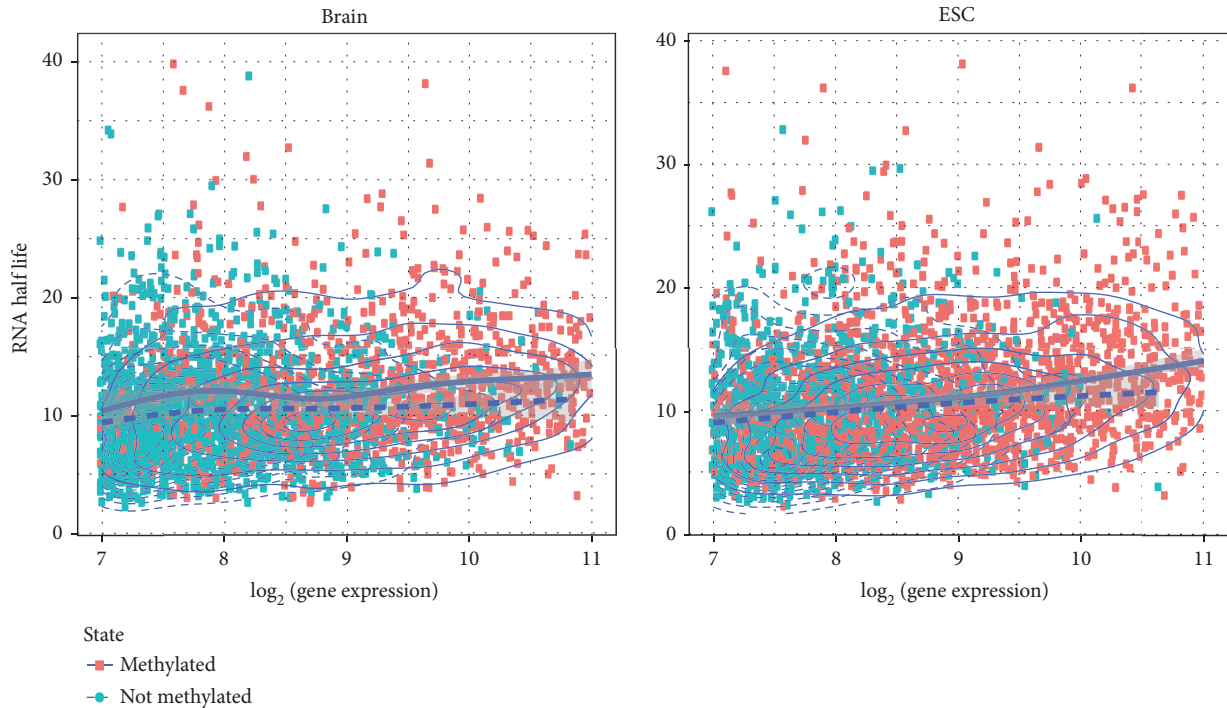 Brain
ESC
RNA half life
40
30
20
10
0
7
8
9
10
11
log₂ (gene expression)
40
30
20
10
0
7
8
9
10
11
log₂ (gene expression)
State
Methylated
Not methylated